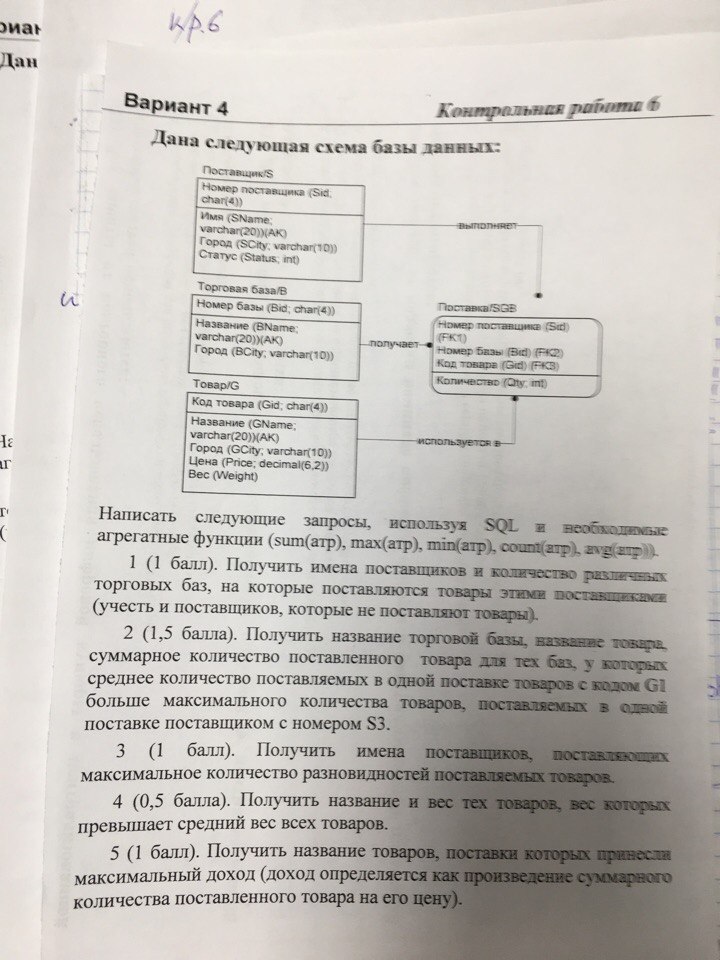 к/р.6
Вариант 4
Контрольная работа 6
Дана следующая схема базы данных:
Поставщик/S
Номер поставщика (Sid;
char(4))
Имя (SName;
varchar(20))(AK)
Город (SCity; varchar(10))
Статус (Status; int)
выполняет
Торговая база/B
Номер базы (Bid; char(4))
Название (BName;
varchar(20))(AK)
Город (BCity; varchar(10))
получает
Поставка/SGB
Номер поставщика (Sid)
(FK1)
Номер базы (Bid) (FK2)
Код товара (Gid) (FK3)
Количество (Qty; int)
Товар/G
Код товара (Gid; char(4))
Название (GName;
varchar(20))(AK)
Город (GCity; varchar(10))
Цена (Price; decimal(6,2))
Вес (Weight)
используется в
Написать следующие запросы, используя SQL и необходимые
агрегатные функции (sum(атр), max(атр), min(атр), count(атр), avg(атр)).
1 (1 балл). Получить имена поставщиков и количество различных
торговых баз, на которые поставляются товары этими поставщиками
(учесть и поставщиков, которые не поставляют товары).
2 (1,5 балла). Получить название торговой базы, название товара,
суммарное количество поставленного товара для тех баз, у которых
среднее количество поставляемых в одной поставке товаров с кодом G1
больше максимального количества товаров, поставляемых в одной
поставке поставщиком с номером S3.
3 (1 балл). Получить имена поставщиков, поставляющих
максимальное количество разновидностей поставляемых товаров.
4 (0,5 балла). Получить название и вес тех товаров, вес которых
превышает средний вес всех товаров.
5 (1 балл). Получить название товаров, поставки которых принесли
максимальный доход (доход определяется как произведение суммарного
количества поставленного товара на его цену).